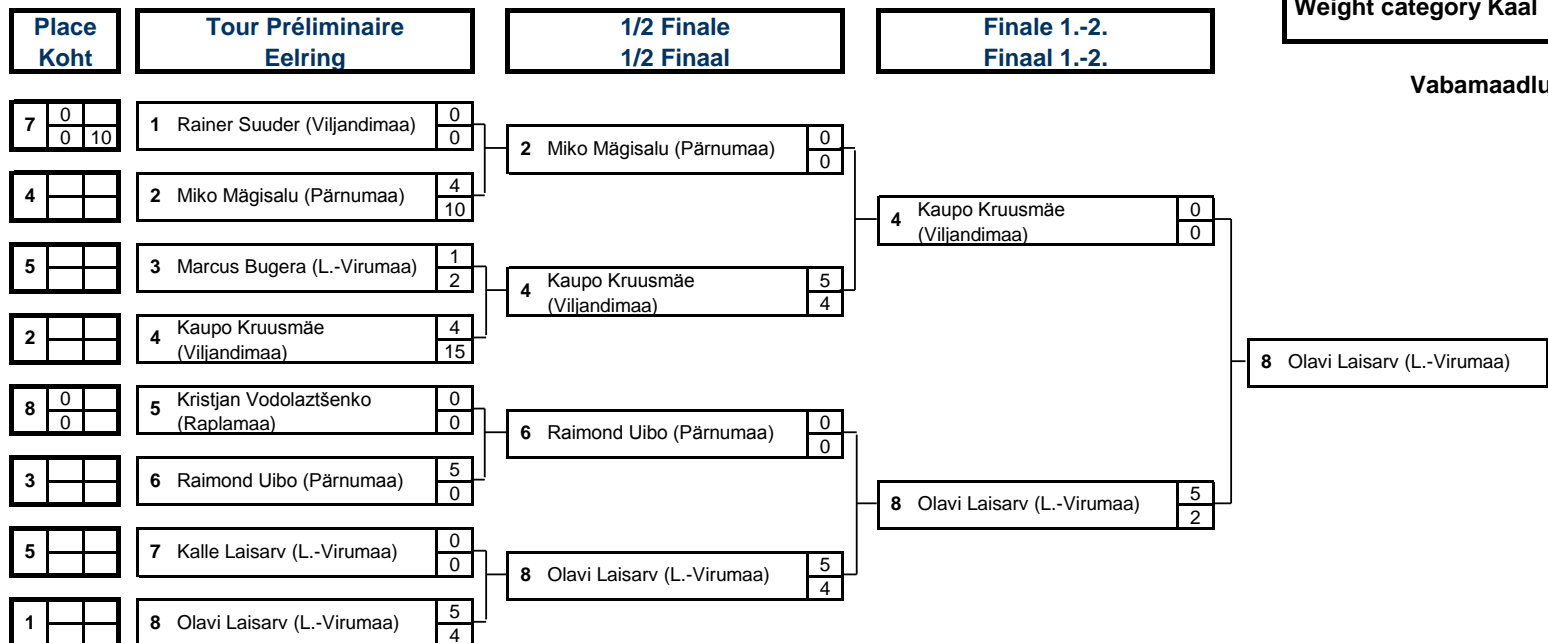 Weight category Kaal
Place
Koht
Tour Préliminaire
Eelring
1/2 Finale
1/2 Finaal
Finale 1.-2.
Finaal 1.-2.
Vabamaadlu
7 0
0 10
1 Rainer Suuder (Viljandimaa) 0
0
2 Miko Mägisalu (Pärnumaa) 0
0
4
2 Miko Mägisalu (Pärnumaa) 4
10
4 Kaupo Kruusmäe
(Viljandimaa) 0
0
5
3 Marcus Bugera (L.-Virumaa) 1
2
4 Kaupo Kruusmäe
(Viljandimaa) 5
4
2
4 Kaupo Kruusmäe
(Viljandimaa) 4
15
8 Olavi Laisarv (L.-Virumaa)
8 0
0
5 Kristjan Vodolaztšenko
(Raplamaa) 0
0
6 Raimond Uibo (Pärnumaa) 0
0
3
6 Raimond Uibo (Pärnumaa) 5
0
8 Olavi Laisarv (L.-Virumaa) 5
2
5
7 Kalle Laisarv (L.-Virumaa) 0
0
8 Olavi Laisarv (L.-Virumaa) 5
4
1
8 Olavi Laisarv (L.-Virumaa) 5
4